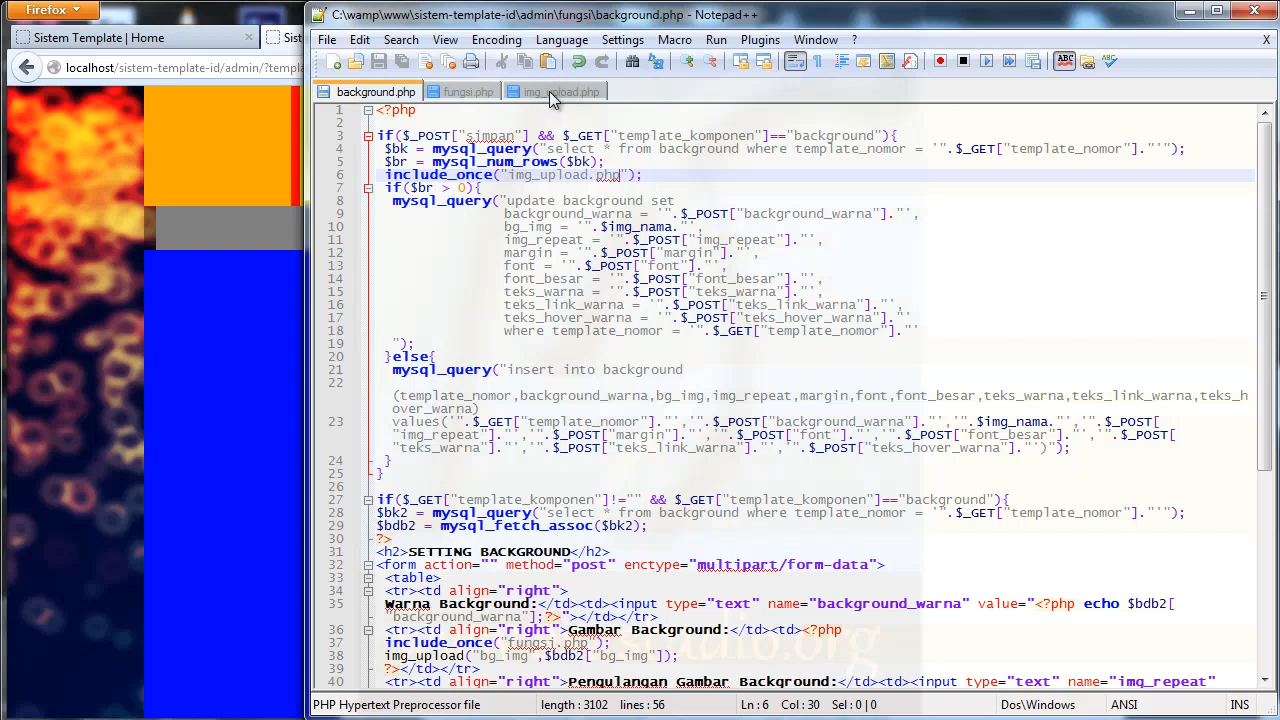 Firefox
C:\wamp\www\sistem-template-id\admin\fungsi\background.php - Notepad++
Sistem Template | Home
Sis
localhost/sistem-template-id/admin/?templ
File Edit Search View Encoding Language Settings Macro Run Plugins Window ? X
background.php fungsi.php img_upload.php
1 <?php
2
3 if($_POST["simpan"] && $_GET["template_komponen"]=="background"){
4 $bk = mysql_query("select * from background where template_nomor = '".$_GET["template_nomor"]."'");
5 $br = mysql_num_rows($bk);
6 include_once("img_upload.php");
7 if($br > 0){
8 mysql_query("update background set
9 background_warna = '".$_POST["background_warna"]."',
10 bg_img = '".$img_nama."',
11 img_repeat = '".$_POST["img_repeat"]."',
12 margin = '".$_POST["margin"]."',
13 font = '".$_POST["font"]."',
14 font_besar = '".$_POST["font_besar"]."',
15 teks_warna = '".$_POST["teks_warna"]."',
16 teks_link_warna = '".$_POST["teks_link_warna"]."',
17 teks_hover_warna = '".$_POST["teks_hover_warna"]."'
18 where template_nomor = '".$_GET["template_nomor"]."'
19 ");
20 }else{
21 mysql_query("insert into background
22
(template_nomor,background_warna,bg_img,img_repeat,margin,font,font_besar,teks_warna,teks_link_warna,teks_h
over_warna)
23 values('".$_GET["template_nomor"]."','".$_POST["background_warna"]."','".$img_nama."','".$_POST[
"img_repeat"]."','".$_POST["margin"]."','".$_POST["font"]."','".$_POST["font_besar"]."','".$_POST[
"teks_warna"]."','".$_POST["teks_link_warna"]."','".$_POST["teks_hover_warna"]."')");
24 }
25 }
26
27 if($_GET["template_komponen"]!="" && $_GET["template_komponen"]=="background"){
28 $bk2 = mysql_query("select * from background where template_nomor = '".$_GET["template_nomor"]."'");
29 $bdb2 = mysql_fetch_assoc($bk2);
30 ?>
31 <h2>SETTING BACKGROUND</h2>
32 <form action="" method="post" enctype="multipart/form-data">
33 <table>
34 <tr><td align="right">
35 Warna Background:</td><td><input type="text" name="background_warna" value="<?php echo $bdb2[
"background_warna"];?>"></td></tr>
36 <tr><td align="right">Gambar Background:</td><td><?php
37 include_once("fungsi.php");
38 img_upload("bg_img",$bdb2["bg_img"]);
39 ?></td></tr>
40 <tr><td align="right">Pengulangan Gambar Background:</td><td><input type="text" name="img_repeat"
PHP Hypertext Preprocessor file length : 3102 lines : 56 Ln : 6 Col : 30 Sel : 0 | 0 Dos\Windows ANSI INS